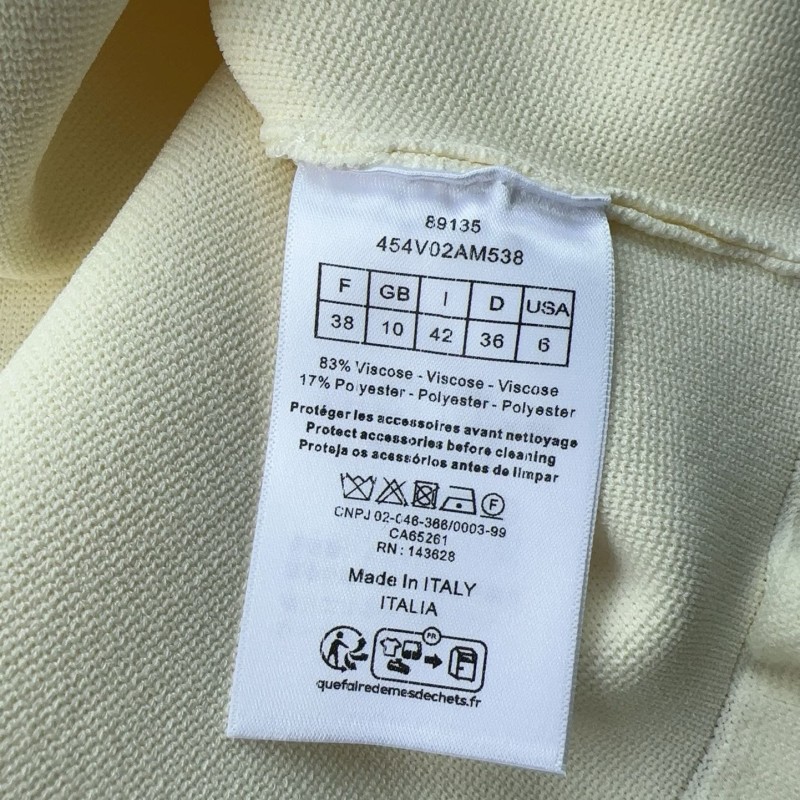 89135
454V02AM538
F GB I D USA
38 10 42 36 6
83% Viscose - Viscose - Viscose
17% Polyester - Polyester - Polyester
Protéger les accessoires avant nettoyage
Protect accessories before cleaning
Proteja os acessórios antes de limpar
F
CNPJ 02-046-366/0003-99
CA65261
RN : 143628
Made In ITALY
ITALIA
FR
quefairedemesdechets.fr